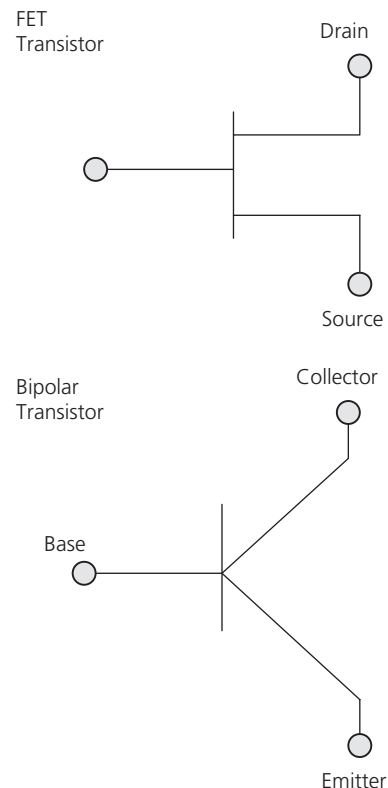 FET
Transistor
Drain
Source
Bipolar
Transistor
Collector
Base
Emitter